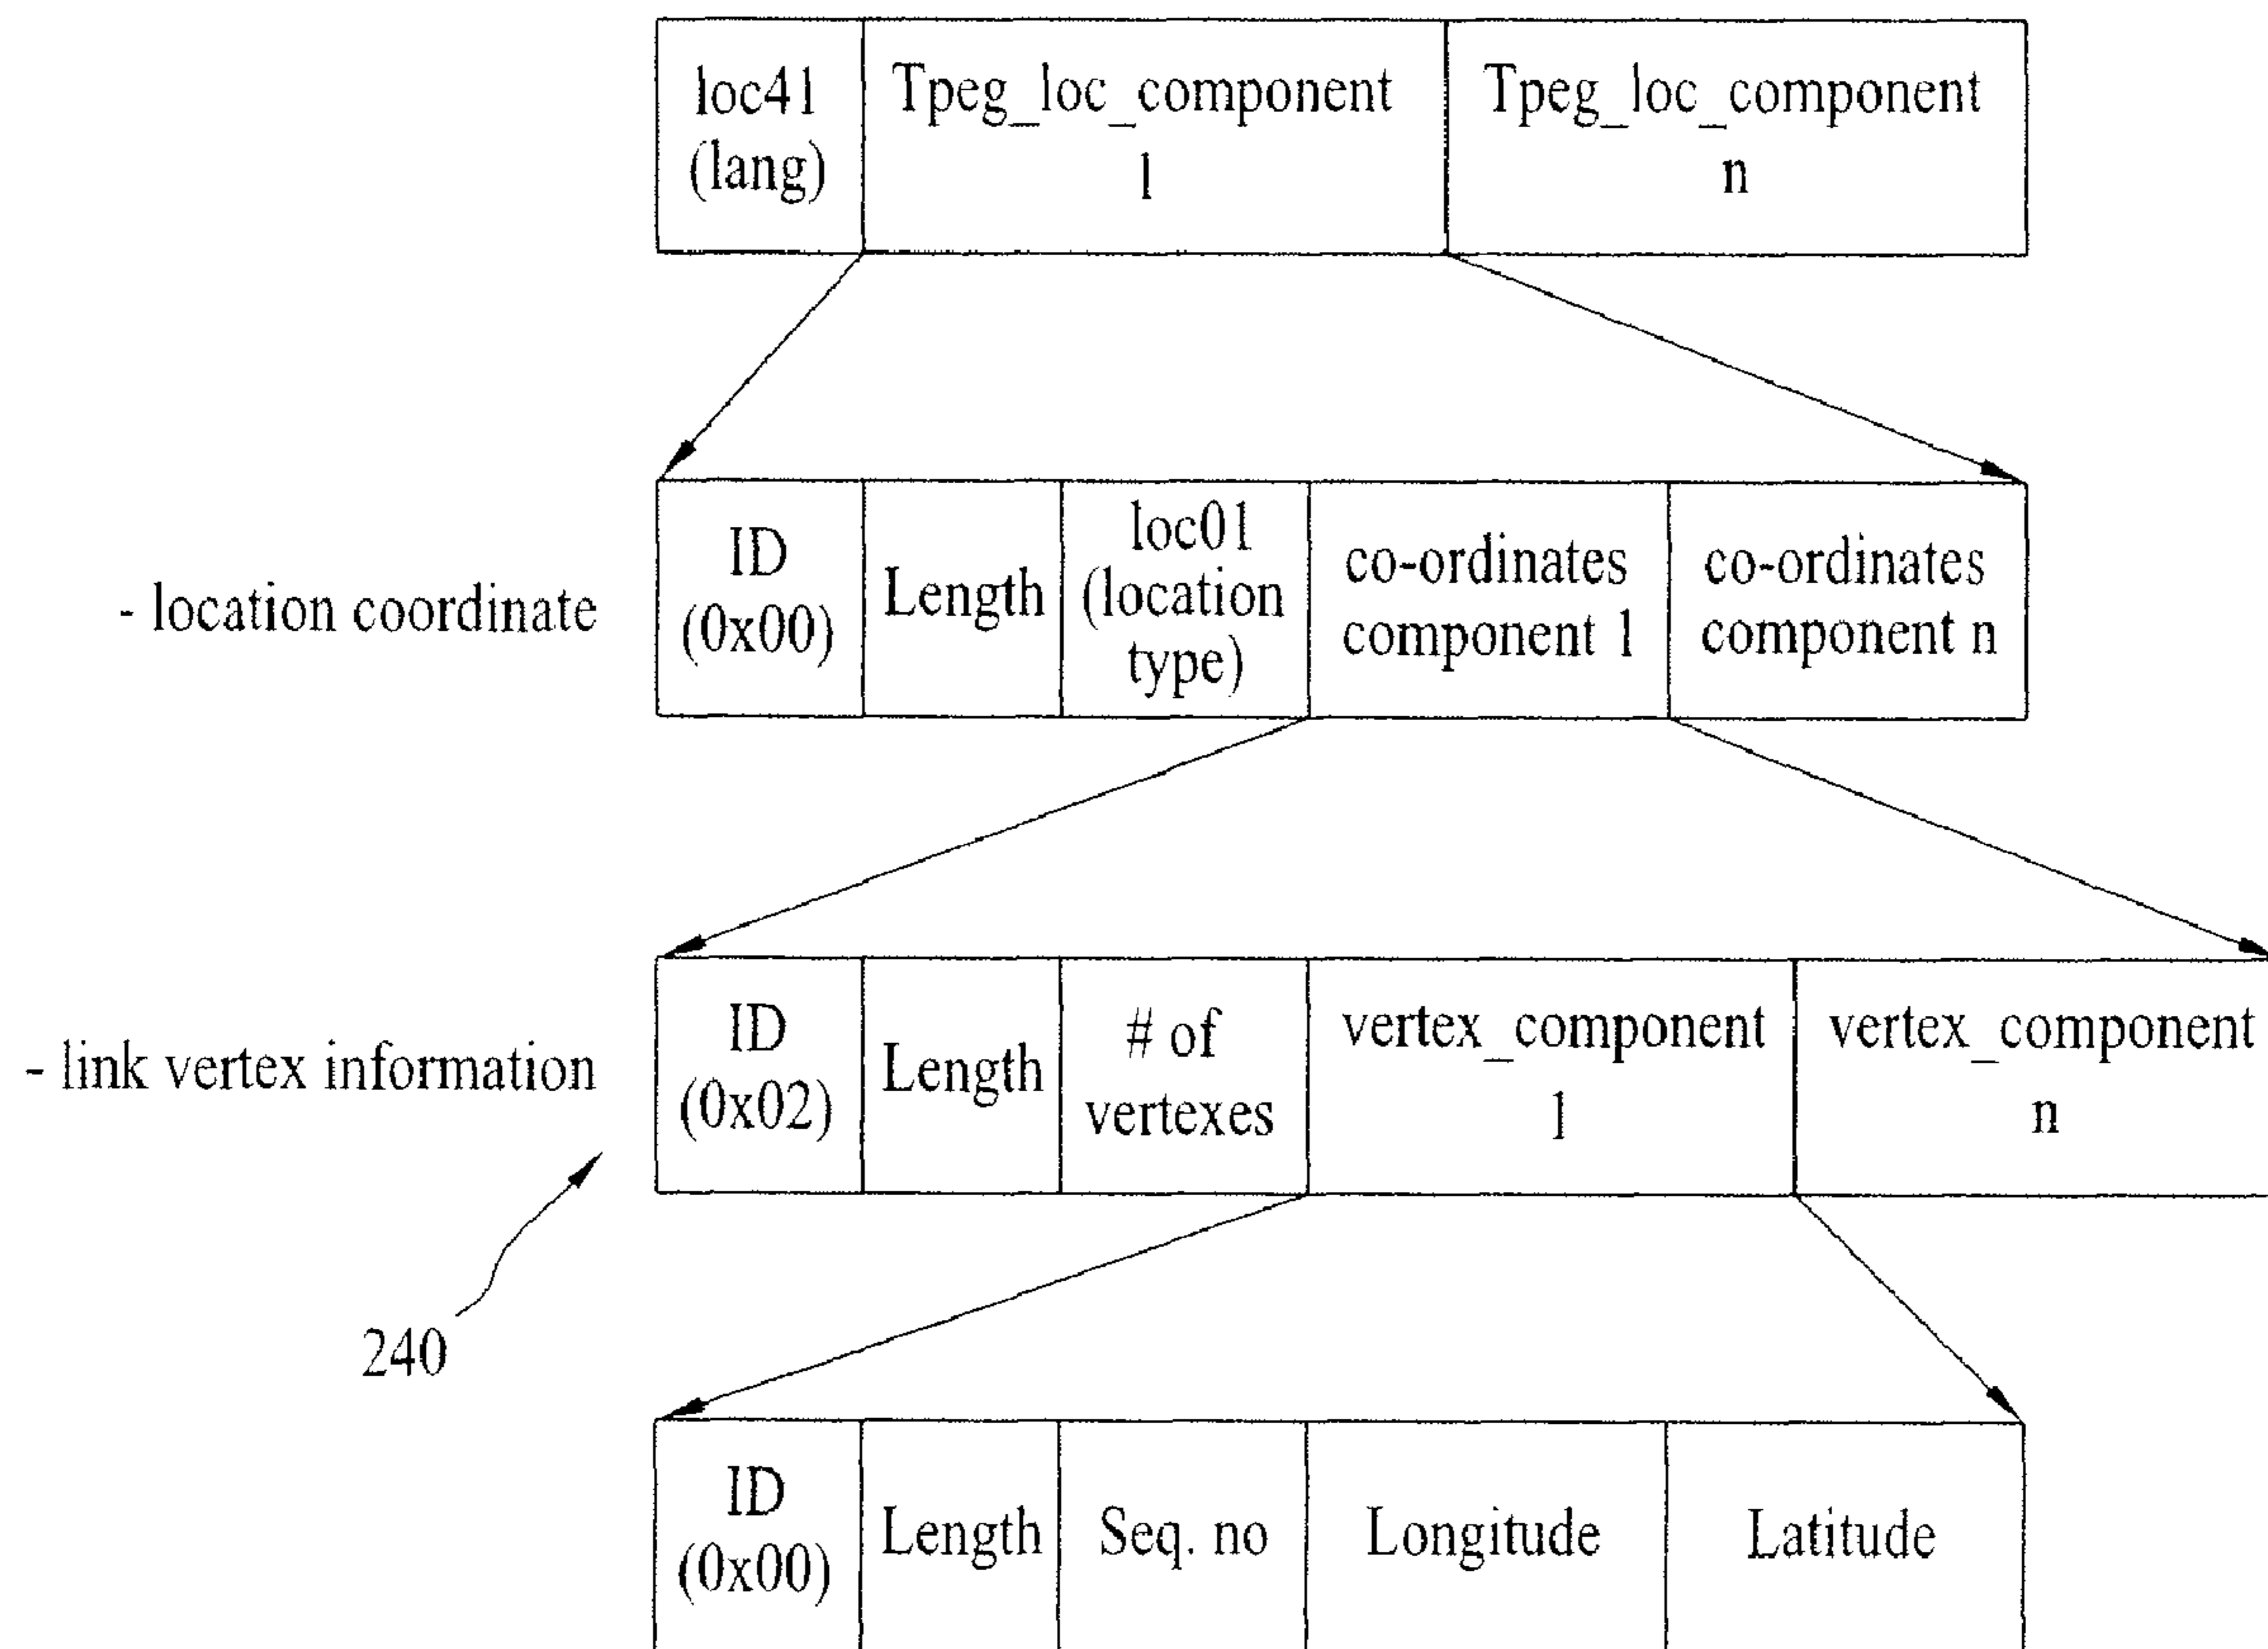 loc41 (lang)
Tpeg_loc_component 1
Tpeg_loc_component n
- location coordinate
ID (0x00)
Length
loc01 (location type)
co-ordinates component 1
co-ordinates component n
- link vertex information
ID (0x02)
Length
# of vertexes
vertex_component 1
vertex_component n
240
ID (0x00)
Length
Seq. no
Longitude
Latitude